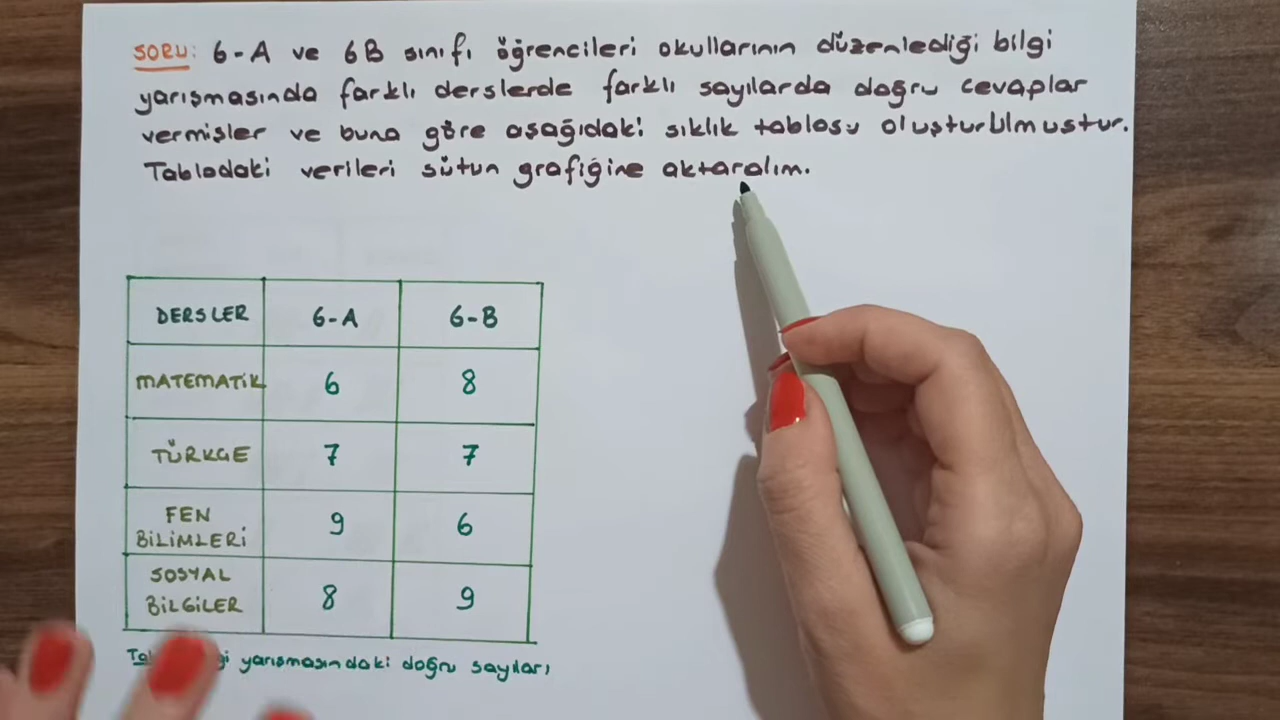 SORU: 6-A ve 6B sınıfı öğrencileri okullarının düzenlediği bilgi
yarışmasında farklı derslerde farklı sayılarda doğru cevaplar
vermişler ve buna göre aşağıdaki sıklık tablosu oluşturulmuştur.
Tablodaki verileri sütun grafiğine aktaralım.
DERSLER 6-A 6-B
MATEMATİK 6 8
TÜRKGE 7 7
FEN BİLİMLERİ 9 6
SOSYAL BİLGİLER 8 9
yarışmasındaki doğru sayıları